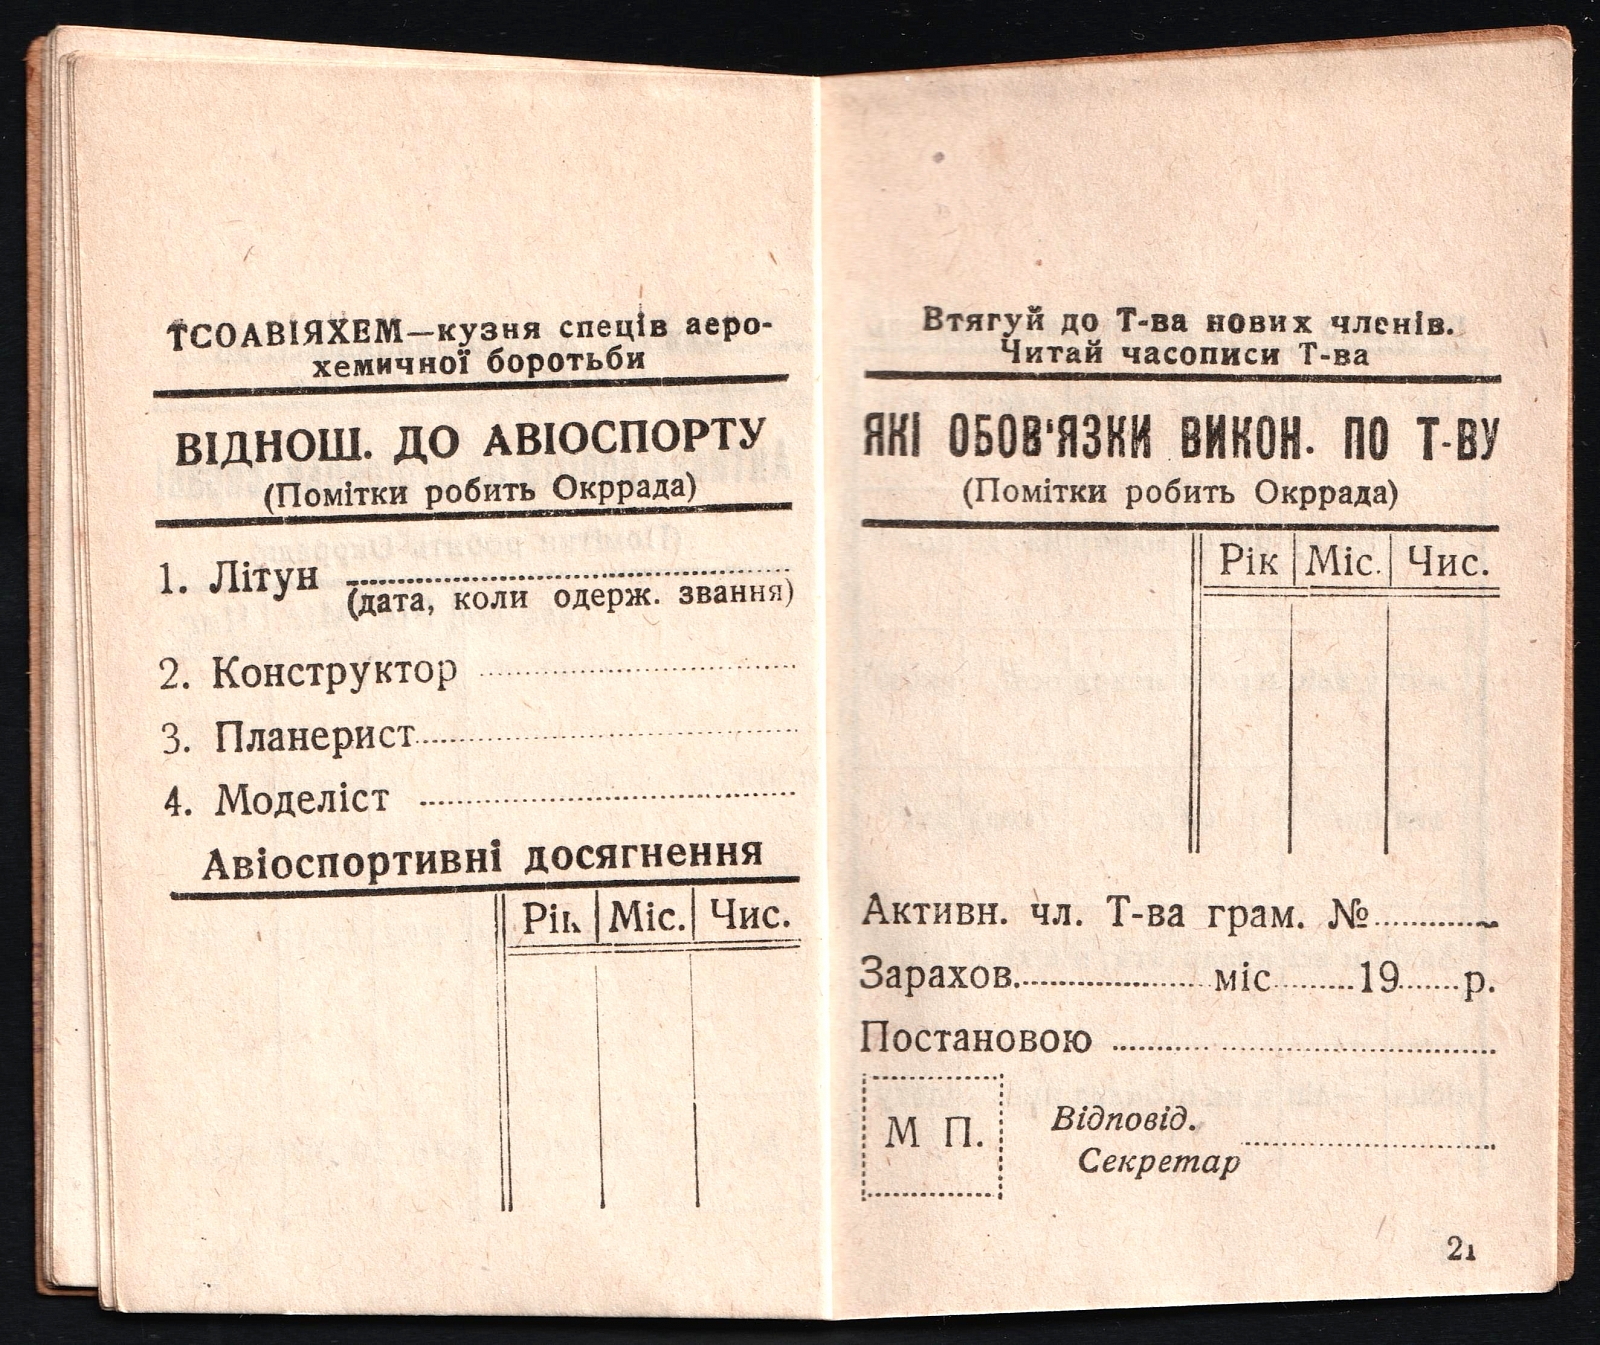 ТСОАВІЯХЕМ—кузня спеців аеро-
хемичної боротьби
ВІДНОШ. ДО АВІОСПОРТУ
(Помітки робить Окррада)
1. Літун
(дата, коли одерж. звання)
2. Конструктор
3. Планерист
4. Моделіст
Авіоспортивні досягнення
Рік Міс. Чис.
Втягуй до Т-ва нових членів.
Читай часописи Т-ва
ЯКІ ОБОВ'ЯЗКИ ВИКОН. ПО Т-ВУ
(Помітки робить Окррада)
Рік Міс. Чис.
Активн. чл. Т-ва грам. №
Зарахов. міс 19 р.
Постановою
М П.
Відповід.
Секретар
21